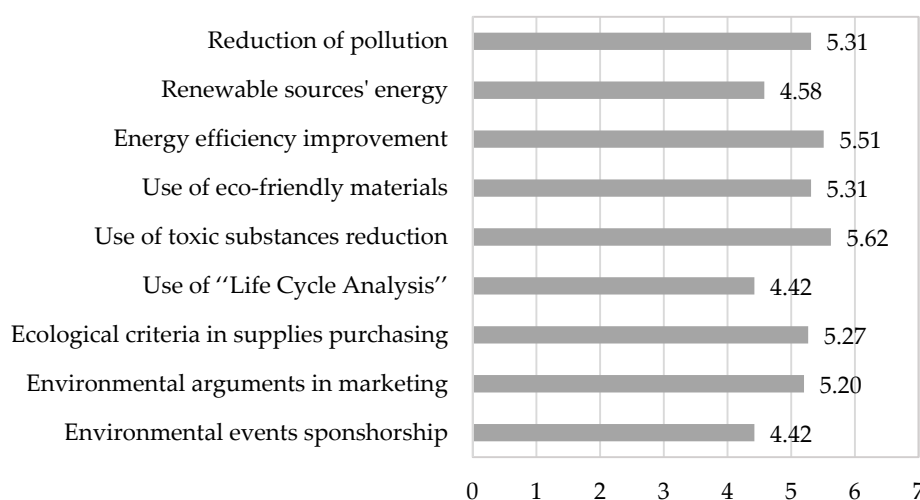 Reduction of pollution 5.31
Renewable sources' energy 4.58
Energy efficiency improvement 5.51
Use of eco-friendly materials 5.31
Use of toxic substances reduction 5.62
Use of ‘‘Life Cycle Analysis’’ 4.42
Ecological criteria in supplies purchasing 5.27
Environmental arguments in marketing 5.20
Environmental events sponshorship 4.42
0 1 2 3 4 5 6 7